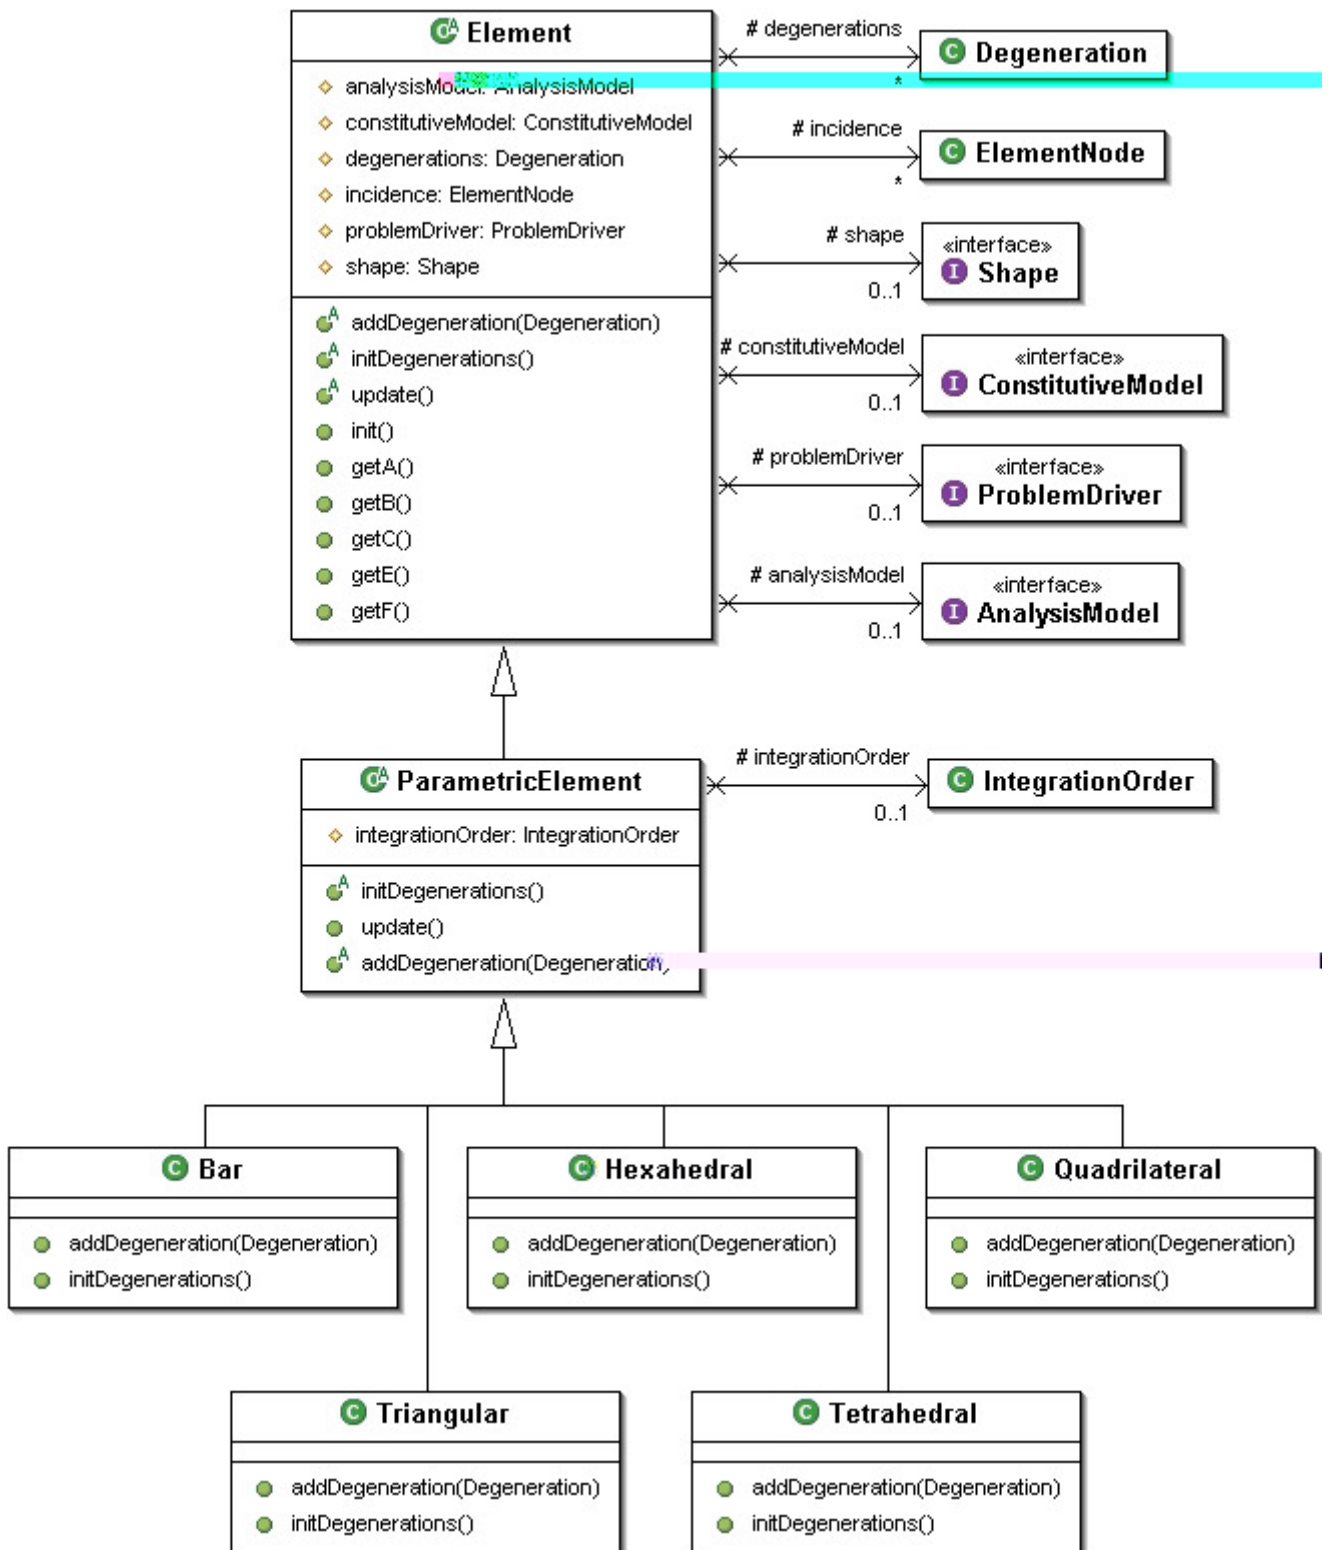 Element
analysisModel: AnalysisModel
constitutiveModel: ConstitutiveModel
degenerations: Degeneration
incidence: ElementNode
problemDriver: ProblemDriver
shape: Shape
addDegeneration(Degeneration)
initDegenerations()
update()
init()
getA()
getB()
getC()
getE()
getF()
# degenerations
*
Degeneration
# incidence
*
ElementNode
# shape
0..1
«interface»
Shape
# constitutiveModel
0..1
«interface»
ConstitutiveModel
# problemDriver
0..1
«interface»
ProblemDriver
# analysisModel
0..1
«interface»
AnalysisModel
ParametricElement
integrationOrder: IntegrationOrder
initDegenerations()
update()
addDegeneration(Degeneration)
# integrationOrder
0..1
IntegrationOrder
Bar
addDegeneration(Degeneration)
initDegenerations()
Hexahedral
addDegeneration(Degeneration)
initDegenerations()
Quadrilateral
addDegeneration(Degeneration)
initDegenerations()
Triangular
addDegeneration(Degeneration)
initDegenerations()
Tetrahedral
addDegeneration(Degeneration)
initDegenerations()